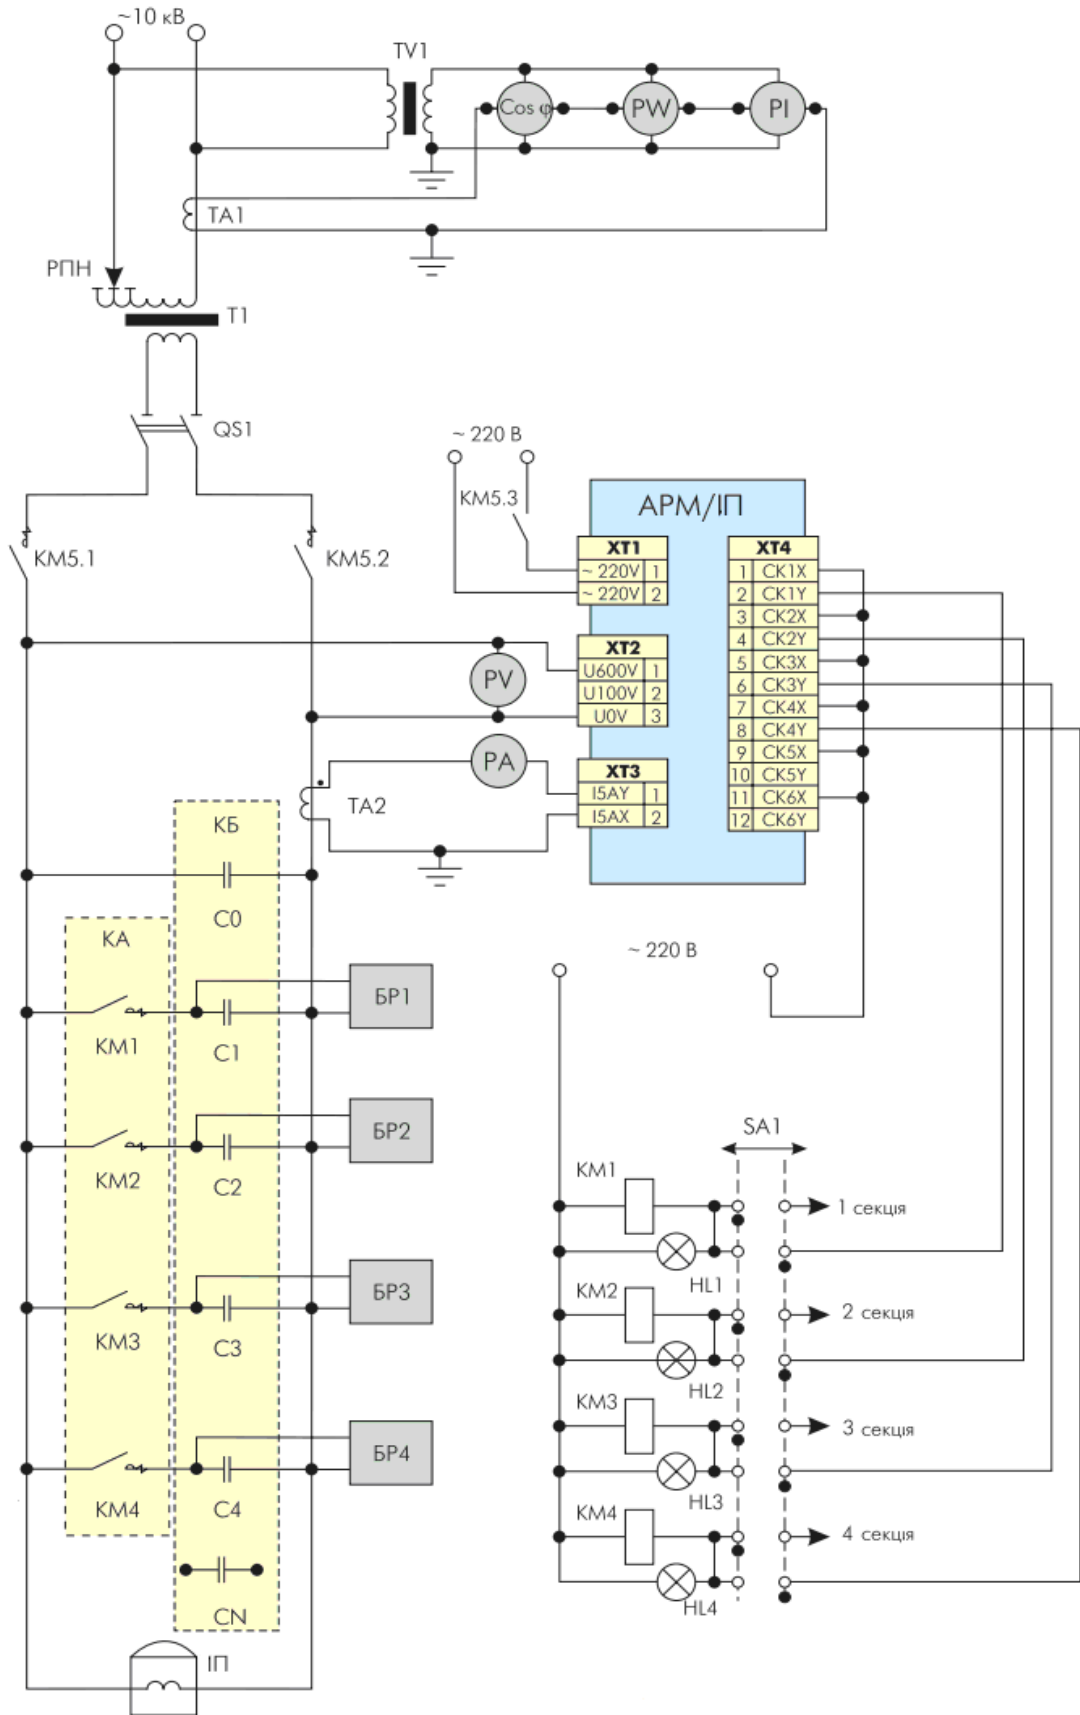 ~10 кВ
TV1
Cos φ
PW
PI
TA1
РПН
T1
QS1
~ 220 В
KM5.3
АРМ/ІП
KM5.1
KM5.2
XT1
~ 220V 1
~ 220V 2
XT2
U600V 1
U100V 2
U0V 3
XT3
I5AY 1
I5AX 2
XT4
1 CK1X
2 CK1Y
3 CK2X
4 CK2Y
5 CK3X
6 CK3Y
7 CK4X
8 CK4Y
9 CK5X
10 CK5Y
11 CK6X
12 CK6Y
PV
PA
TA2
КБ
C0
КА
KM1
C1
БР1
KM2
C2
БР2
KM3
C3
БР3
KM4
C4
БР4
CN
ІП
~ 220 В
SA1
KM1
1 секція
HL1
KM2
2 секція
HL2
KM3
3 секція
HL3
KM4
4 секція
HL4